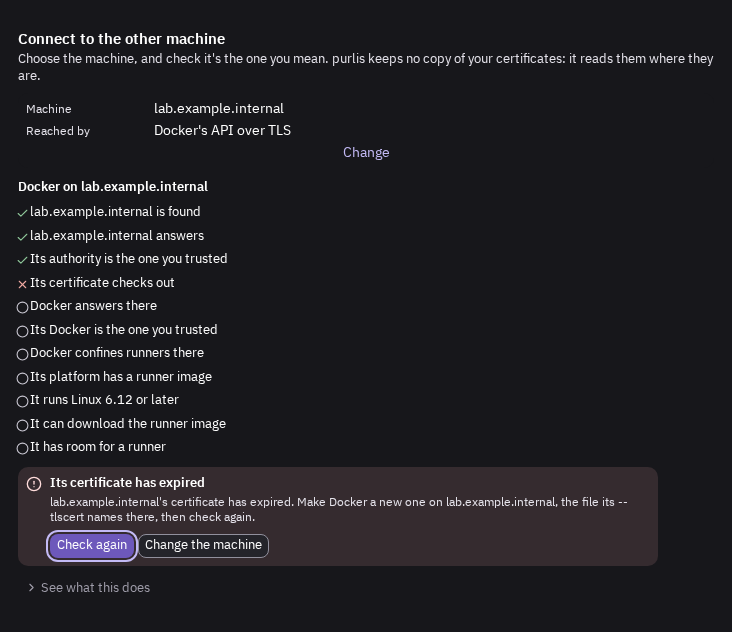 Connect to the other machine
Choose the machine, and check it's the one you mean. purlis keeps no copy of your certificates: it reads them where they
are.
Machine lab.example.internal
Reached by Docker's API over TLS
Change
Docker on lab.example.internal
lab.example.internal is found
lab.example.internal answers
Its authority is the one you trusted
Its certificate checks out
Docker answers there
Its Docker is the one you trusted
Docker confines runners there
Its platform has a runner image
It runs Linux 6.12 or later
It can download the runner image
It has room for a runner
Its certificate has expired
lab.example.internal's certificate has expired. Make Docker a new one on lab.example.internal, the file its --
tlscert names there, then check again.
Check again Change the machine
See what this does